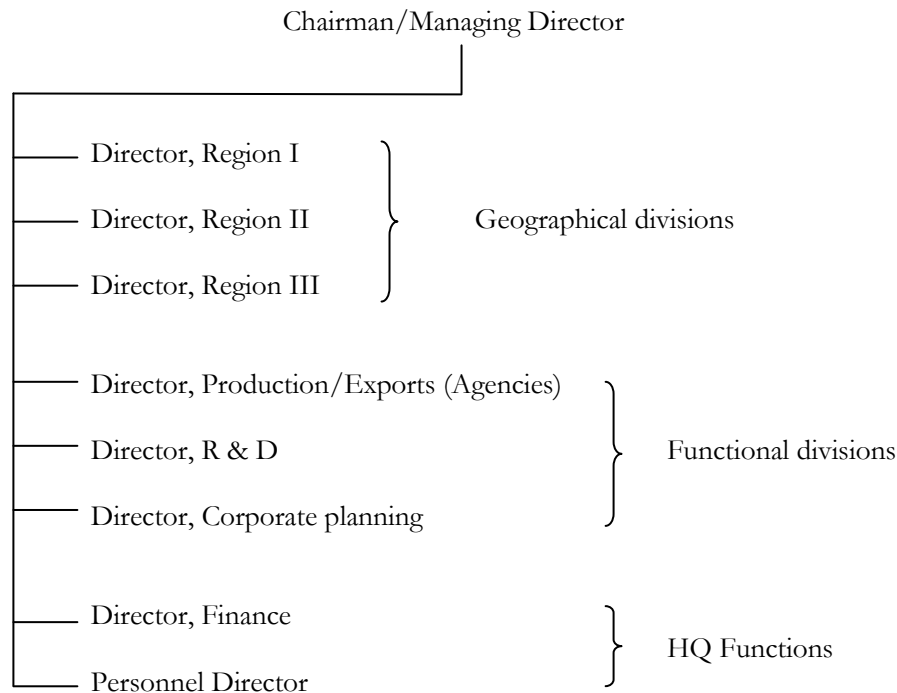 Chairman/Managing Director
Director, Region I
Director, Region II
Geographical divisions
Director, Region III
Director, Production/Exports (Agencies)
Director, R & D
Functional divisions
Director, Corporate planning
Director, Finance
HQ Functions
Personnel Director